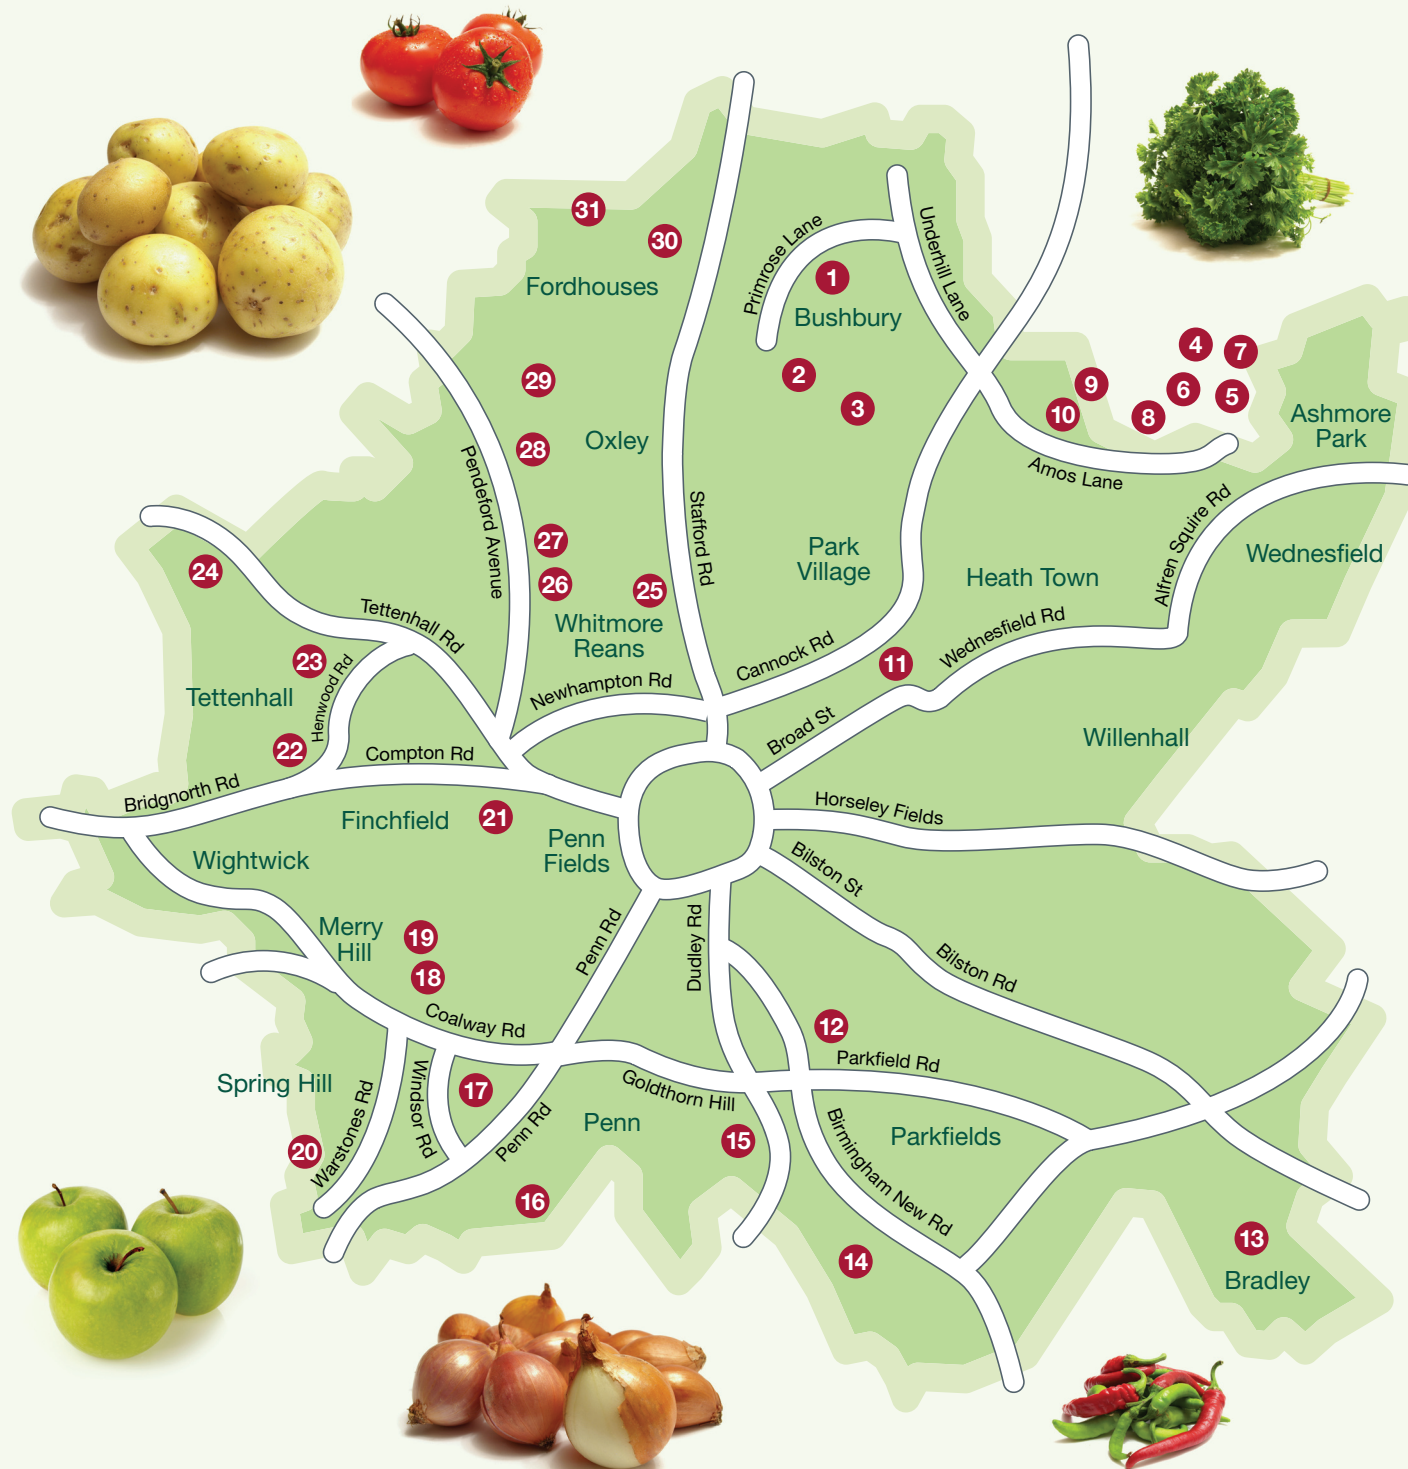 31
30
Fordhouses
Primrose Lane
Underhill Lane
1
Bushbury
2
3
4
7
9
6
5
10
8
Ashmore
Park
29
28
Oxley
Pendeford Avenue
Stafford Rd
Amos Lane
Alfren Squire Rd
Wednesfield
27
26
25
Whitmore
Reans
Park
Village
Heath Town
24
Tettenhall Rd
23
Tettenhall
Henwood Rd
22
Newhampton Rd
Cannock Rd
11
Wednesfield Rd
Broad St
Willenhall
Compton Rd
Bridgnorth Rd
Finchfield
21
Penn
Fields
Horseley Fields
Wightwick
Bilston St
Merry
Hill
19
18
Penn Rd
Dudley Rd
Bilston Rd
Coalway Rd
12
Parkfield Rd
Spring Hill
Warstones Rd
Windsor Rd
17
Goldthorn Hill
Penn Rd
Penn
15
Birmingham New Rd
Parkfields
20
16
14
13
Bradley